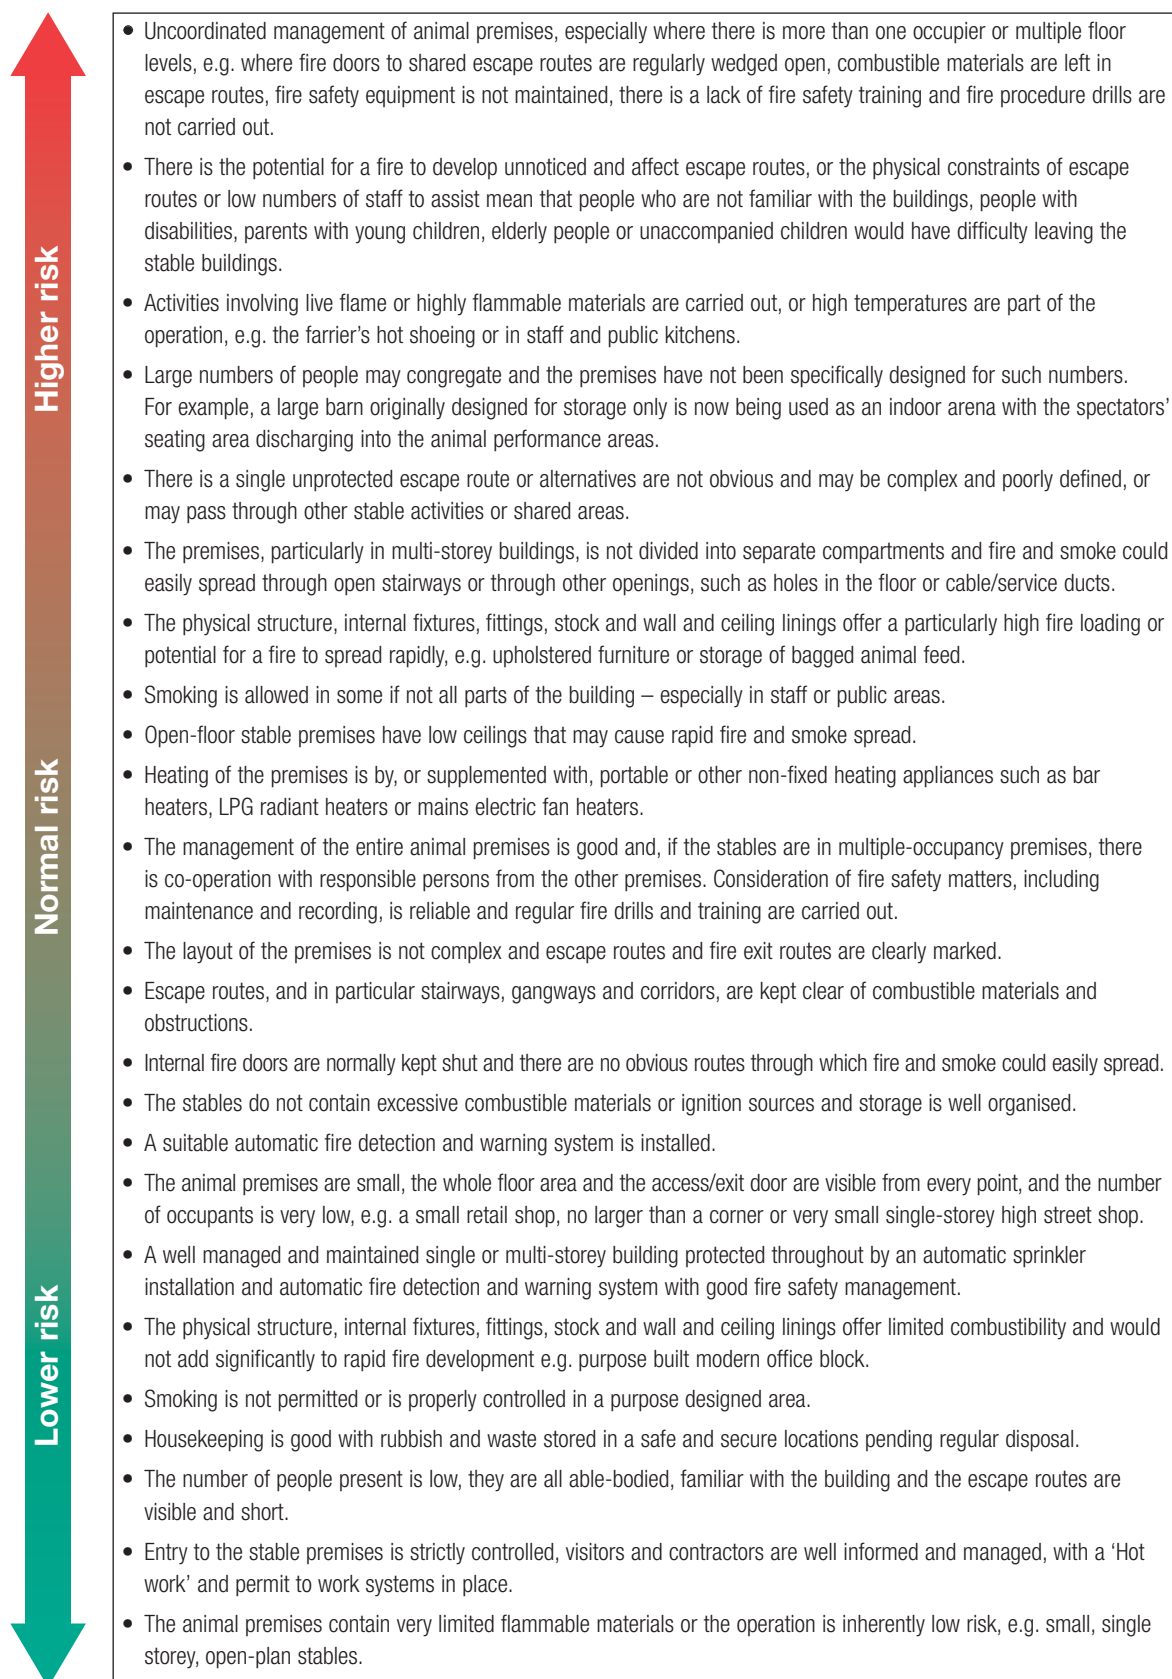 Higher risk
Normal risk
Lower risk
• Uncoordinated management of animal premises, especially where there is more than one occupier or multiple floor
levels, e.g. where fire doors to shared escape routes are regularly wedged open, combustible materials are left in
escape routes, fire safety equipment is not maintained, there is a lack of fire safety training and fire procedure drills are
not carried out.
• There is the potential for a fire to develop unnoticed and affect escape routes, or the physical constraints of escape
routes or low numbers of staff to assist mean that people who are not familiar with the buildings, people with
disabilities, parents with young children, elderly people or unaccompanied children would have difficulty leaving the
stable buildings.
• Activities involving live flame or highly flammable materials are carried out, or high temperatures are part of the
operation, e.g. the farrier's hot shoeing or in staff and public kitchens.
• Large numbers of people may congregate and the premises have not been specifically designed for such numbers.
For example, a large barn originally designed for storage only is now being used as an indoor arena with the spectators'
seating area discharging into the animal performance areas.
• There is a single unprotected escape route or alternatives are not obvious and may be complex and poorly defined, or
may pass through other stable activities or shared areas.
• The premises, particularly in multi-storey buildings, is not divided into separate compartments and fire and smoke could
easily spread through open stairways or through other openings, such as holes in the floor or cable/service ducts.
• The physical structure, internal fixtures, fittings, stock and wall and ceiling linings offer a particularly high fire loading or
potential for a fire to spread rapidly, e.g. upholstered furniture or storage of bagged animal feed.
• Smoking is allowed in some if not all parts of the building – especially in staff or public areas.
• Open-floor stable premises have low ceilings that may cause rapid fire and smoke spread.
• Heating of the premises is by, or supplemented with, portable or other non-fixed heating appliances such as bar
heaters, LPG radiant heaters or mains electric fan heaters.
• The management of the entire animal premises is good and, if the stables are in multiple-occupancy premises, there
is co-operation with responsible persons from the other premises. Consideration of fire safety matters, including
maintenance and recording, is reliable and regular fire drills and training are carried out.
• The layout of the premises is not complex and escape routes and fire exit routes are clearly marked.
• Escape routes, and in particular stairways, gangways and corridors, are kept clear of combustible materials and
obstructions.
• Internal fire doors are normally kept shut and there are no obvious routes through which fire and smoke could easily spread.
• The stables do not contain excessive combustible materials or ignition sources and storage is well organised.
• A suitable automatic fire detection and warning system is installed.
• The animal premises are small, the whole floor area and the access/exit door are visible from every point, and the number
of occupants is very low, e.g. a small retail shop, no larger than a corner or very small single-storey high street shop.
• A well managed and maintained single or multi-storey building protected throughout by an automatic sprinkler
installation and automatic fire detection and warning system with good fire safety management.
• The physical structure, internal fixtures, fittings, stock and wall and ceiling linings offer limited combustibility and would
not add significantly to rapid fire development e.g. purpose built modern office block.
• Smoking is not permitted or is properly controlled in a purpose designed area.
• Housekeeping is good with rubbish and waste stored in a safe and secure locations pending regular disposal.
• The number of people present is low, they are all able-bodied, familiar with the building and the escape routes are
visible and short.
• Entry to the stable premises is strictly controlled, visitors and contractors are well informed and managed, with a 'Hot
work' and permit to work systems in place.
• The animal premises contain very limited flammable materials or the operation is inherently low risk, e.g. small, single
storey, open-plan stables.